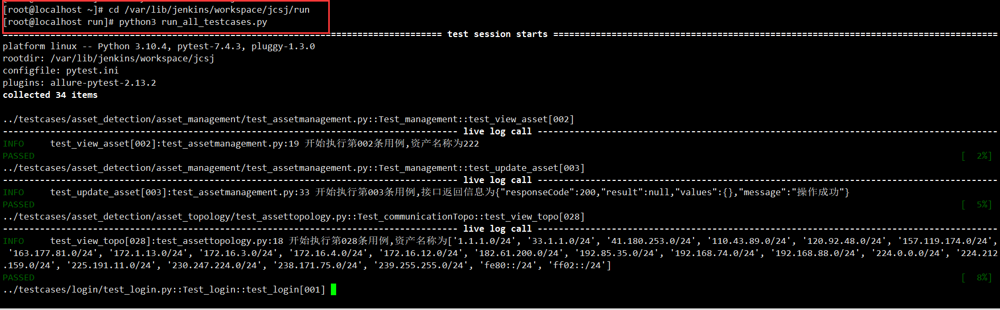 [root@localhost ~]# cd /var/lib/jenkins/workspace/jcsj/run
[root@localhost run]# python3 run_all_testcases.py
=================================================================================== test session starts ====================================================================================
platform linux -- Python 3.10.4, pytest-7.4.3, pluggy-1.3.0
rootdir: /var/lib/jenkins/workspace/jcsj
configfile: pytest.ini
plugins: allure-pytest-2.13.2
collected 34 items
../testcases/asset_detection/asset_management/test_assetmanagement.py::Test_management::test_view_asset[002]
-------------------------------------------------------------------------------------- live log call ---------------------------------------------------------------------------------------
INFO     test_view_asset[002]:test_assetmanagement.py:19 开始执行第002条用例,资产名称为222
PASSED [  2%]
../testcases/asset_detection/asset_management/test_assetmanagement.py::Test_management::test_update_asset[003]
-------------------------------------------------------------------------------------- live log call ---------------------------------------------------------------------------------------
INFO     test_update_asset[003]:test_assetmanagement.py:33 开始执行第003条用例,接口返回信息为{"responseCode":200,"result":null,"values":{},"message":"操作成功"}
PASSED [  5%]
../testcases/asset_detection/asset_topology/test_assettopology.py::Test_communicationTopo::test_view_topo[028]
-------------------------------------------------------------------------------------- live log call ---------------------------------------------------------------------------------------
INFO     test_view_topo[028]:test_assettopology.py:18 开始执行第028条用例,资产名称为['1.1.1.0/24', '33.1.1.0/24', '41.180.253.0/24', '110.43.89.0/24', '120.92.48.0/24', '157.119.174.0/24',
 '163.177.81.0/24', '172.1.13.0/24', '172.16.3.0/24', '172.16.4.0/24', '172.16.12.0/24', '182.61.200.0/24', '192.85.35.0/24', '192.168.74.0/24', '192.168.88.0/24', '224.0.0.0/24', '224.212
.159.0/24', '225.191.11.0/24', '230.247.224.0/24', '238.171.75.0/24', '239.255.255.0/24', 'fe80::/24', 'ff02::/24']
PASSED [  8%]
../testcases/login/test_login.py::Test_login::test_login[001]